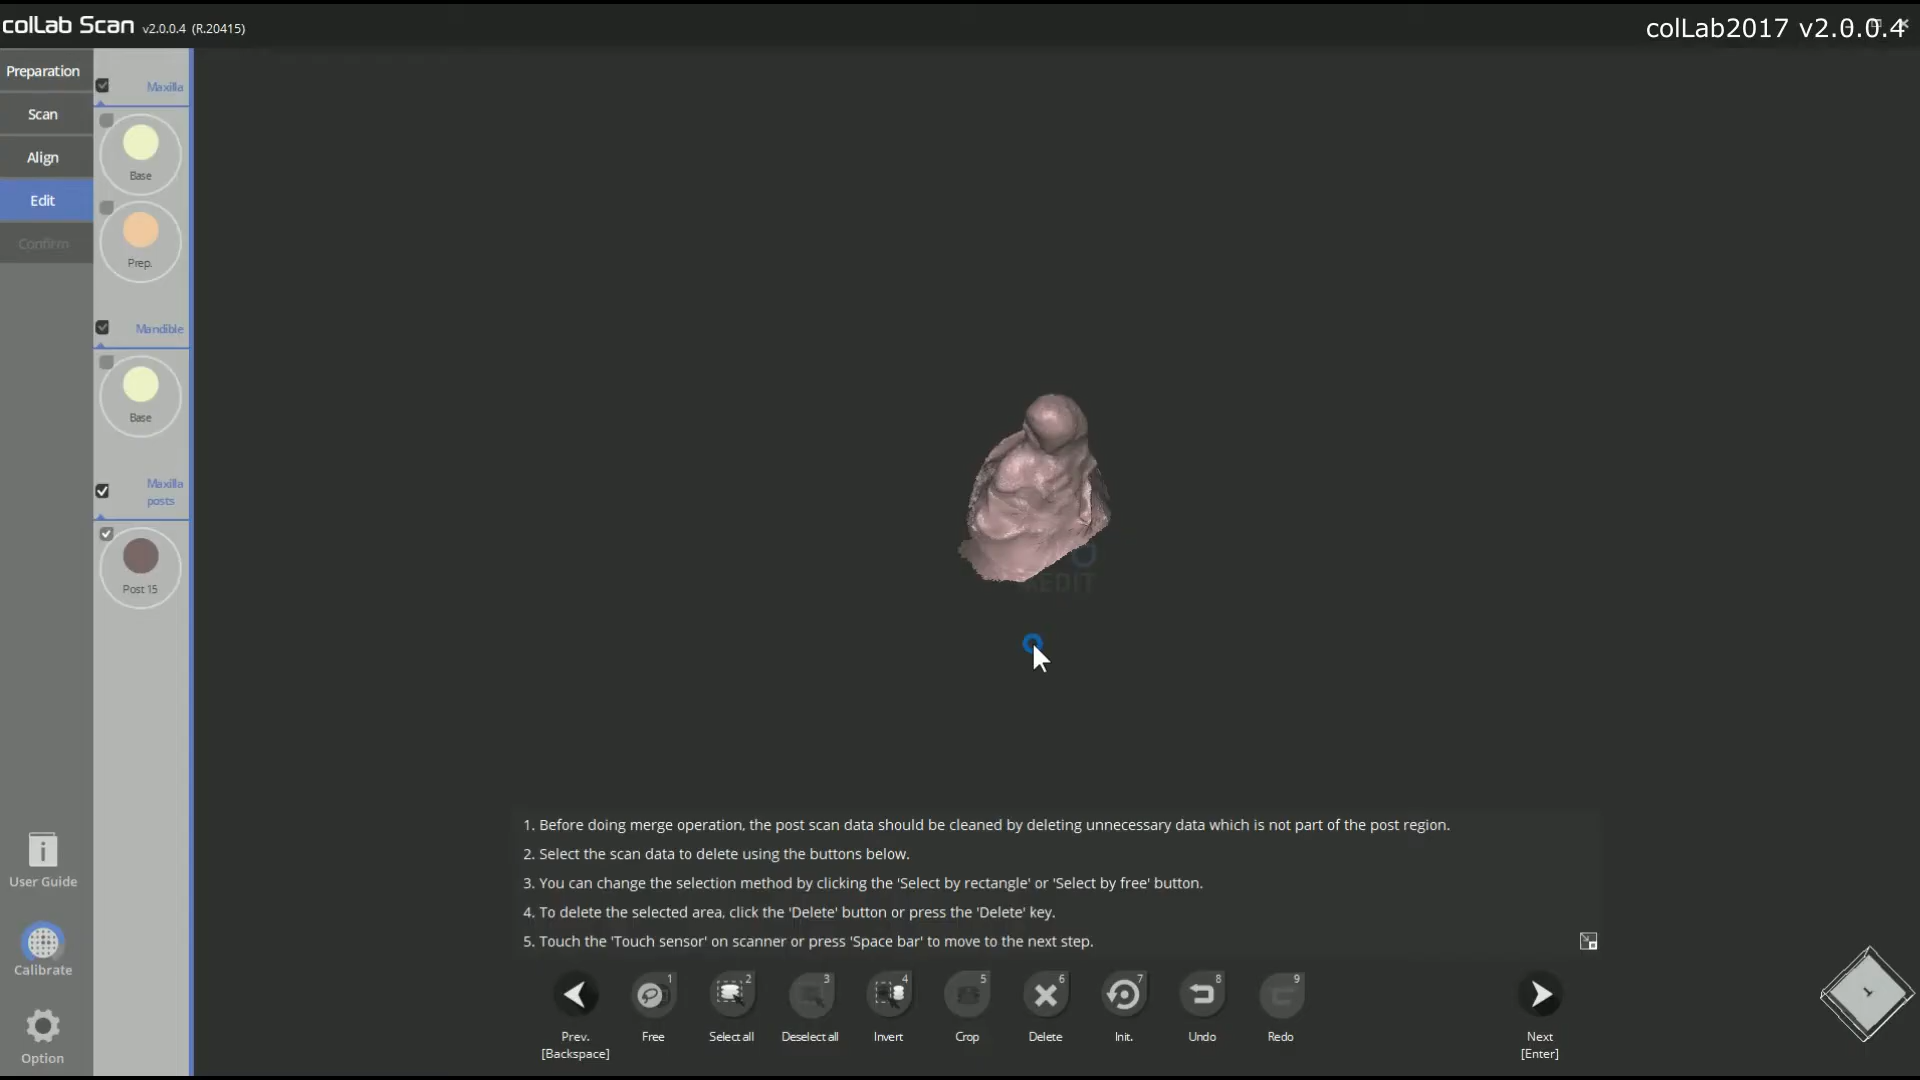 colLab Scan v2.0.0.4 (R.20415)
colLab2017 v2.0.0.4
Preparation
Scan
Align
Edit
Confirm
Maxilla
Base
Prep.
Mandible
Base
Maxilla
posts
Post 15
EDIT
1. Before doing merge operation, the post scan data should be cleaned by deleting unnecessary data which is not part of the post region.
2. Select the scan data to delete using the buttons below.
3. You can change the selection method by clicking the 'Select by rectangle' or 'Select by free' button.
4. To delete the selected area, click the 'Delete' button or press the 'Delete' key.
5. Touch the 'Touch sensor' on scanner or press 'Space bar' to move to the next step.
User Guide
Calibrate
Option
1 2 3 4 5 6 7 8 9
Prev.
[Backspace]
Free
Select all
Deselect all
Invert
Crop
Delete
Init.
Undo
Redo
Next
[Enter]
1